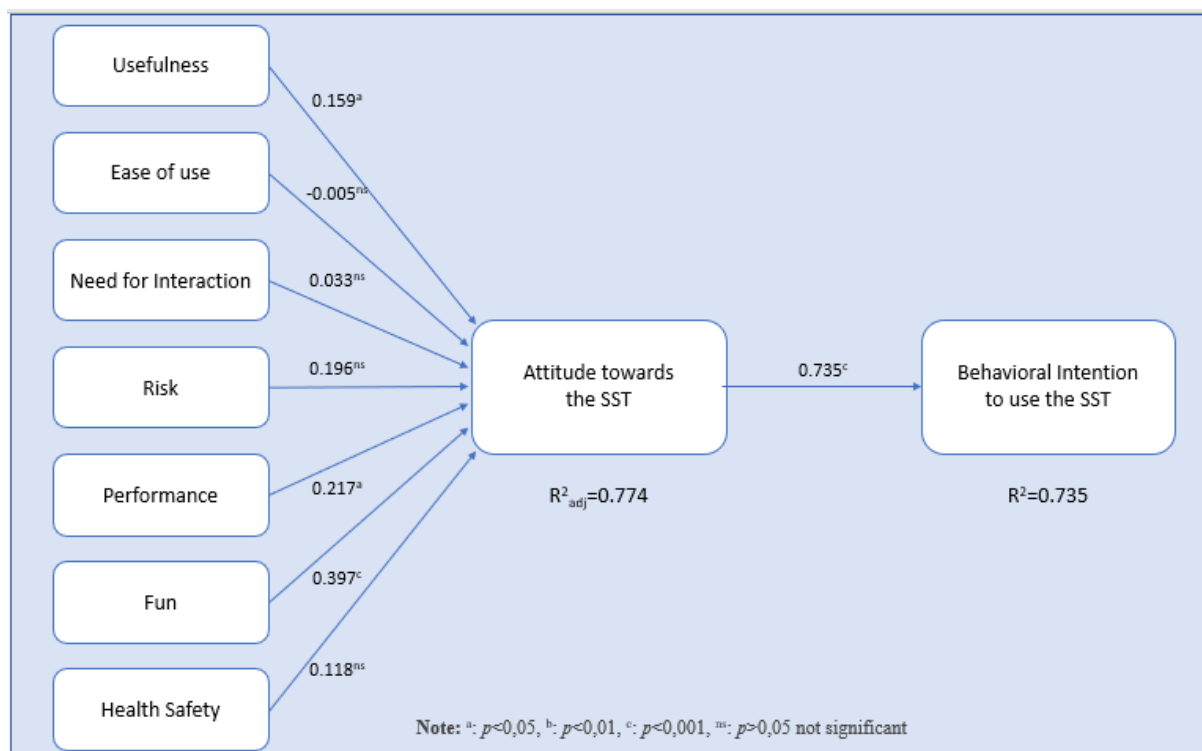 Usefulness
0.159ᵃ
Ease of use
-0.005ⁿˢ
Need for Interaction
0.033ⁿˢ
Risk
0.196ⁿˢ
Performance
0.217ᵃ
Fun
0.397ᶜ
Health Safety
0.118ⁿˢ
Attitude towards
the SST
R²adj=0.774
0.735ᶜ
Behavioral Intention
to use the SST
R²=0.735
Note: ᵃ: p<0,05, ᵇ: p<0,01, ᶜ: p<0,001, ⁿˢ: p>0,05 not significant